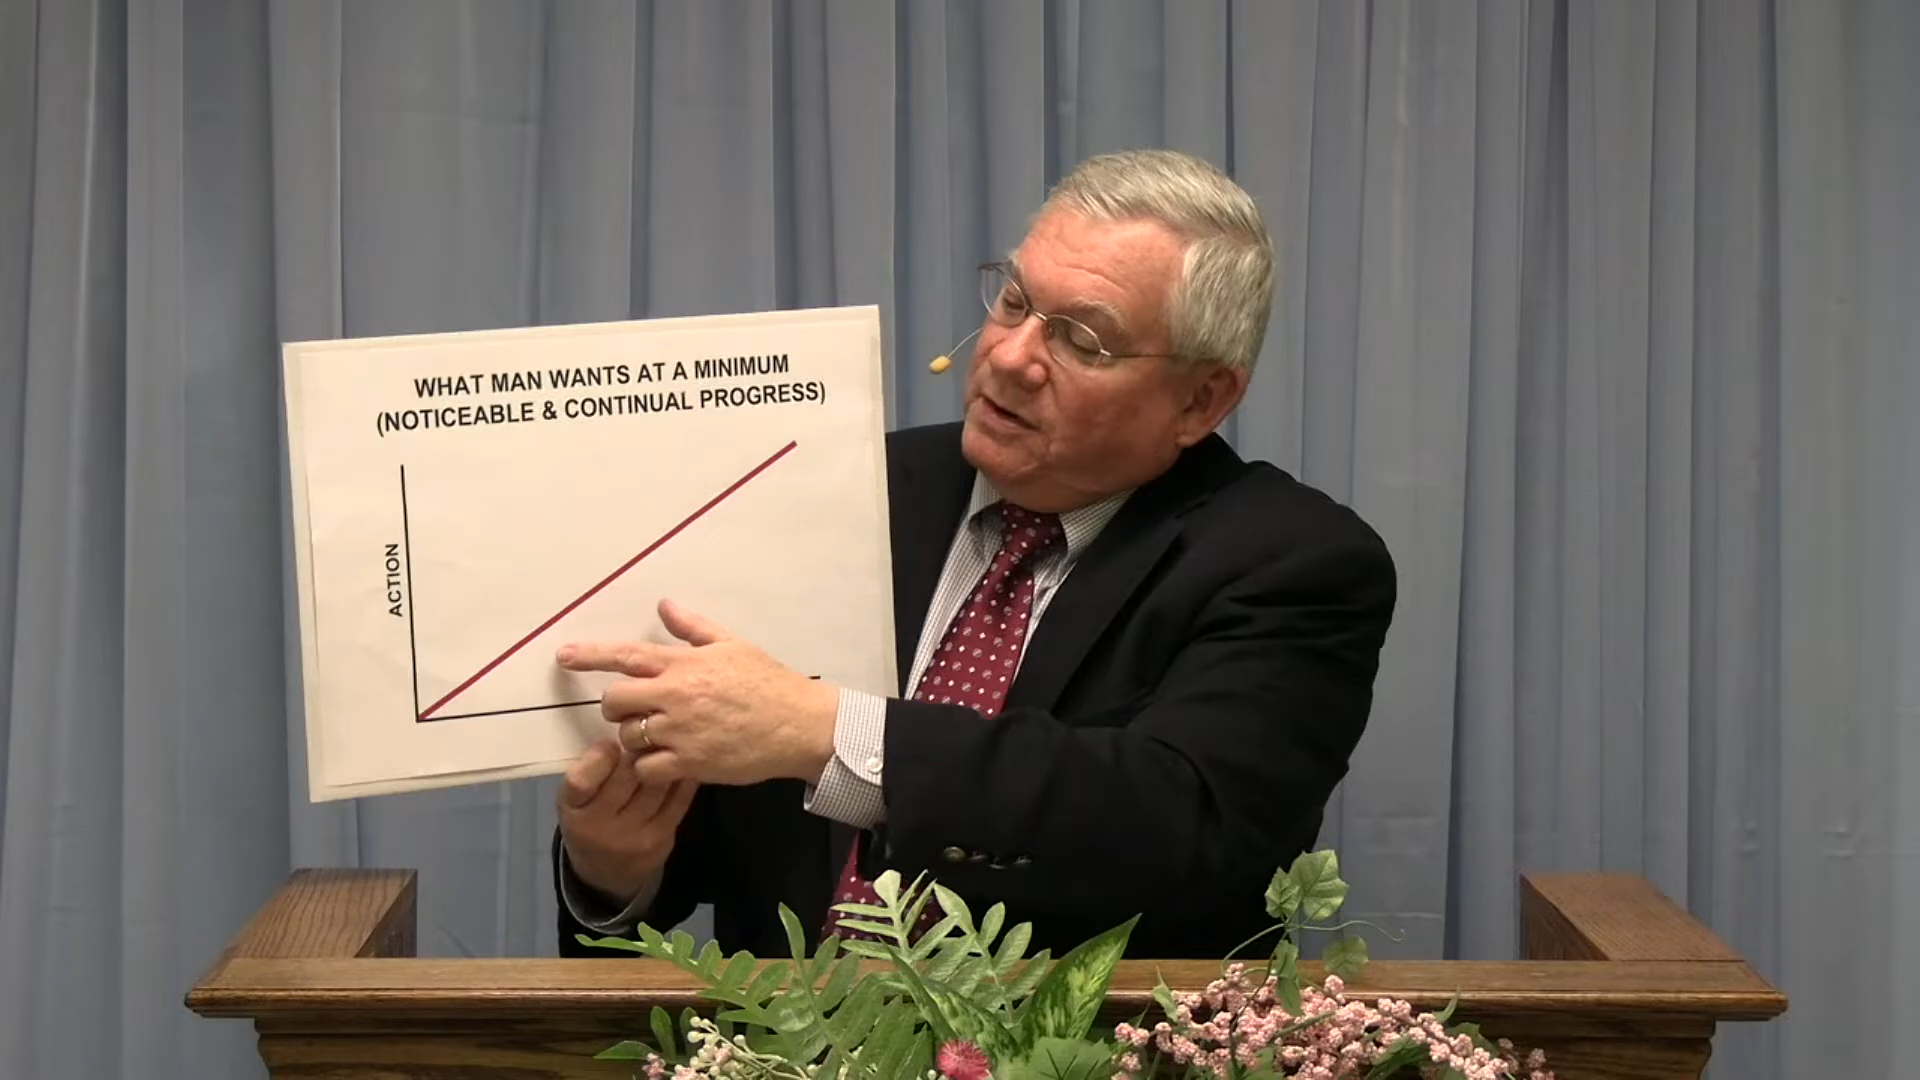 WHAT MAN WANTS AT A MINIMUM
(NOTICEABLE & CONTINUAL PROGRESS)
ACTION